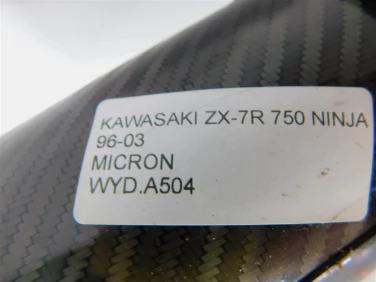 KAWASAKI ZX-7R 750 NINJA
96-03
MICRON
WYD.A504